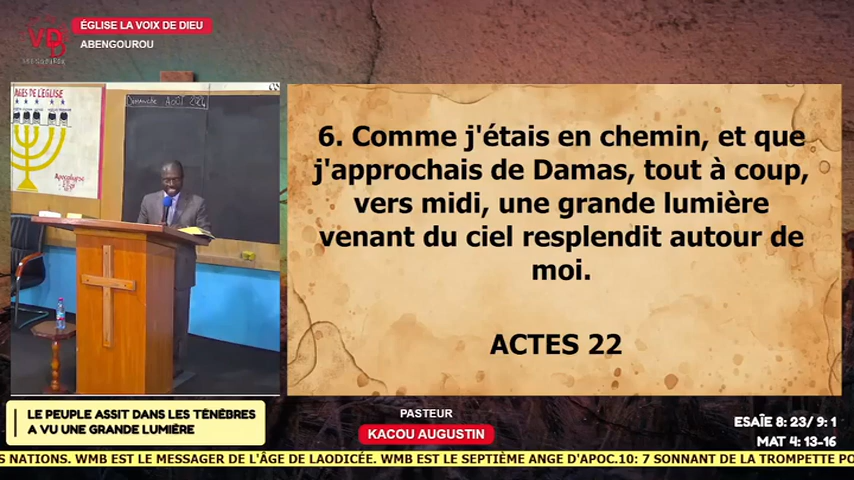 ÉGLISE LA VOIX DE DIEU
ABENGOUROU
VDD
AGES DE L'EGLISE
Dimanche Août
Apocalypse
6. Comme j'étais en chemin, et que
j'approchais de Damas, tout à coup,
vers midi, une grande lumière
venant du ciel resplendit autour de
moi.
ACTES 22
LE PEUPLE ASSIT DANS LES TÉNÈBRES
A VU UNE GRANDE LUMIÈRE
PASTEUR
KACOU AUGUSTIN
ESAÏE 8: 23/ 9: 1
MAT 4: 13-16
S NATIONS. WMB EST LE MESSAGER DE L'ÂGE DE LAODICÉE. WMB EST LE SEPTIÈME ANGE D'APOC.10: 7 SONNANT DE LA TROMPETTE PO